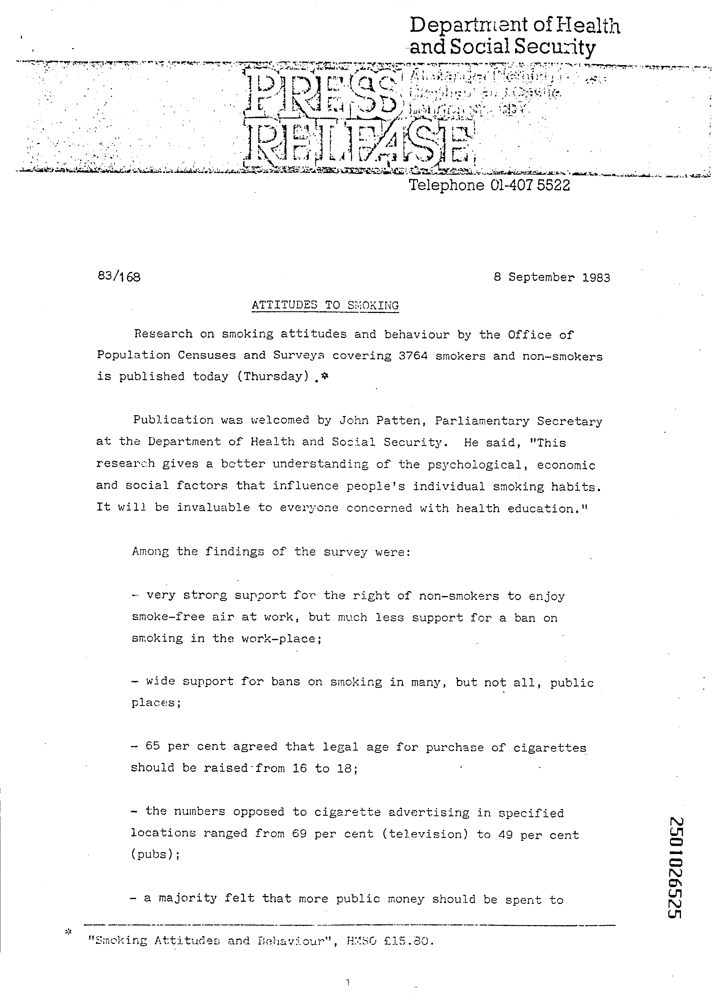 Department of Health
and Social Security
PRESS
RELEASE
Alexander Fleming House
Elephant and Castle
London
Telephone 01-407 5522
83/168
8 September 1983
ATTITUDES TO SMOKING
Research on smoking attitudes and behaviour by the Office of
Population Censuses and Surveys covering 3764 smokers and non-smokers
is published today (Thursday).*
Publication was welcomed by John Patten, Parliamentary Secretary
at the Department of Health and Social Security. He said, "This
research gives a better understanding of the psychological, economic
and social factors that influence people's individual smoking habits.
It will be invaluable to everyone concerned with health education."
Among the findings of the survey were:
- very strong support for the right of non-smokers to enjoy
smoke-free air at work, but much less support for a ban on
smoking in the work-place;
- wide support for bans on smoking in many, but not all, public
places;
- 65 per cent agreed that legal age for purchase of cigarettes
should be raised from 16 to 18;
- the numbers opposed to cigarette advertising in specified
locations ranged from 69 per cent (television) to 49 per cent
(pubs);
- a majority felt that more public money should be spent to
* "Smoking Attitudes and Behaviour", HMSO £15.80.
1
2501026525